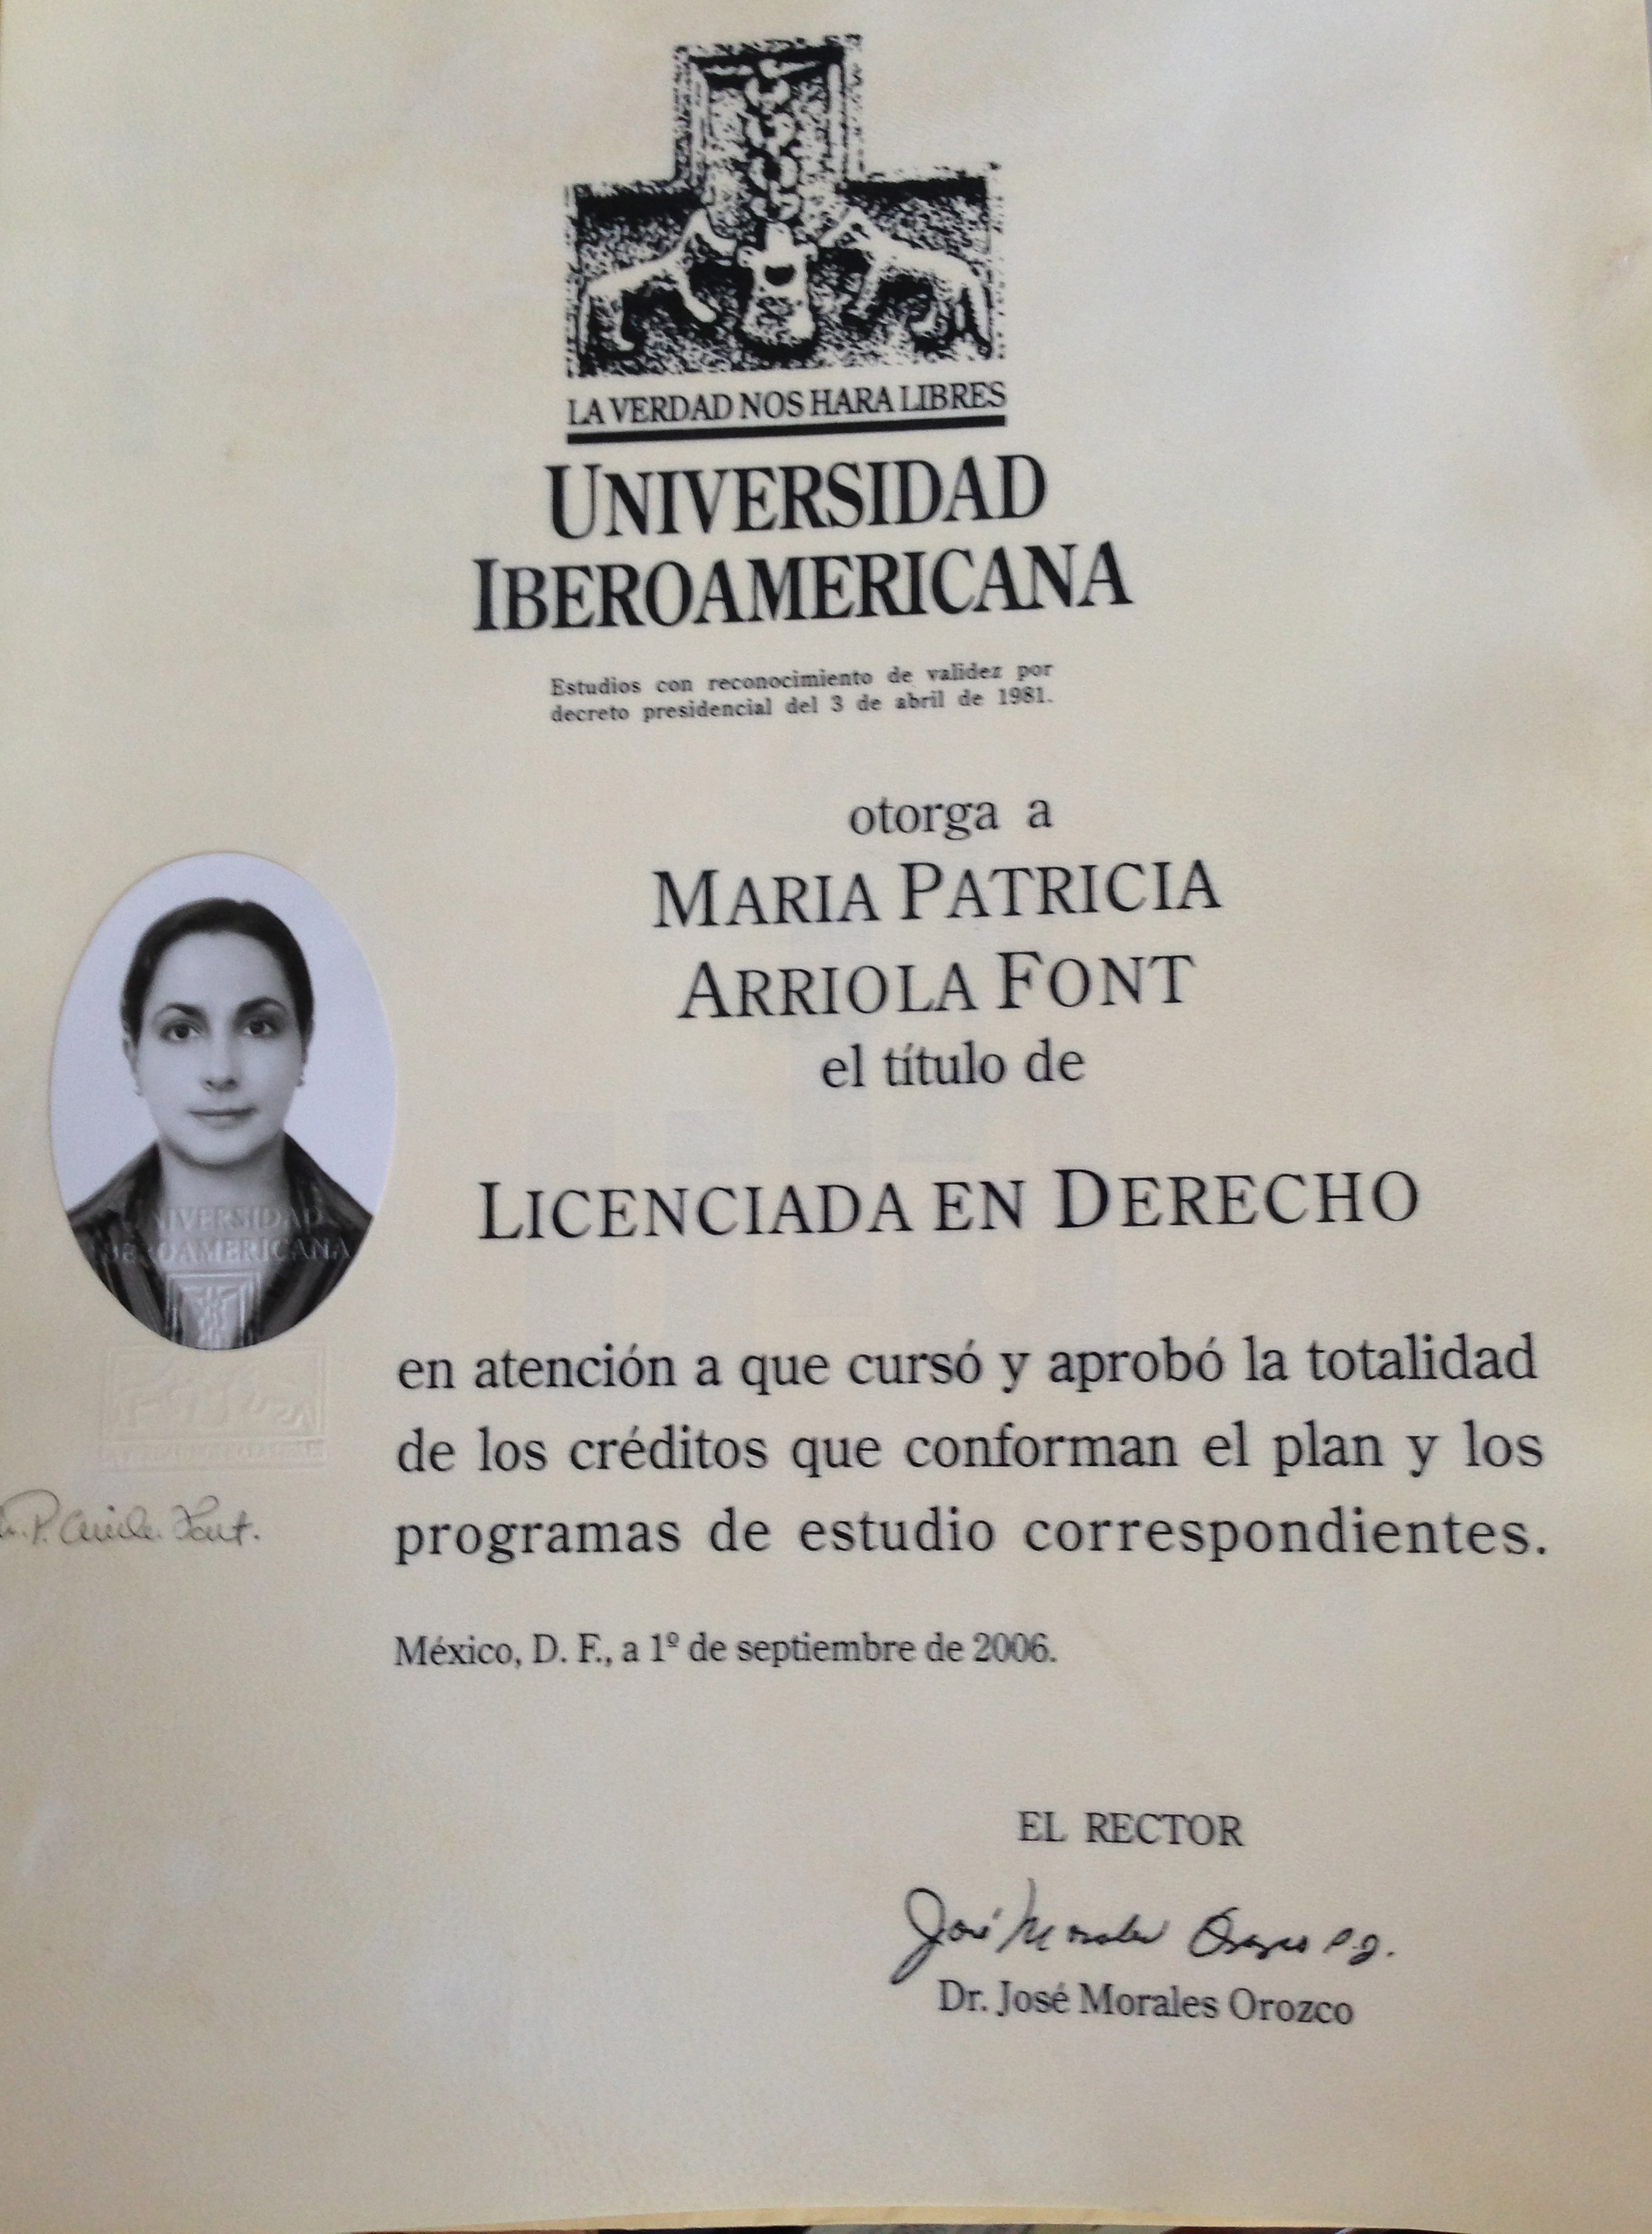 LA VERDAD NOS HARA LIBRES
UNIVERSIDAD
IBEROAMERICANA
Estudios con reconocimiento de validez por
decreto presidencial del 3 de abril de 1981.
otorga a
MARIA PATRICIA
ARRIOLA FONT
el título de
LICENCIADA EN DERECHO
UNIVERSIDAD
IBEROAMERICANA
en atención a que cursó y aprobó la totalidad
de los créditos que conforman el plan y los
programas de estudio correspondientes.
México, D. F., a 1º de septiembre de 2006.
EL RECTOR
José Morales Orozco
Dr. José Morales Orozco